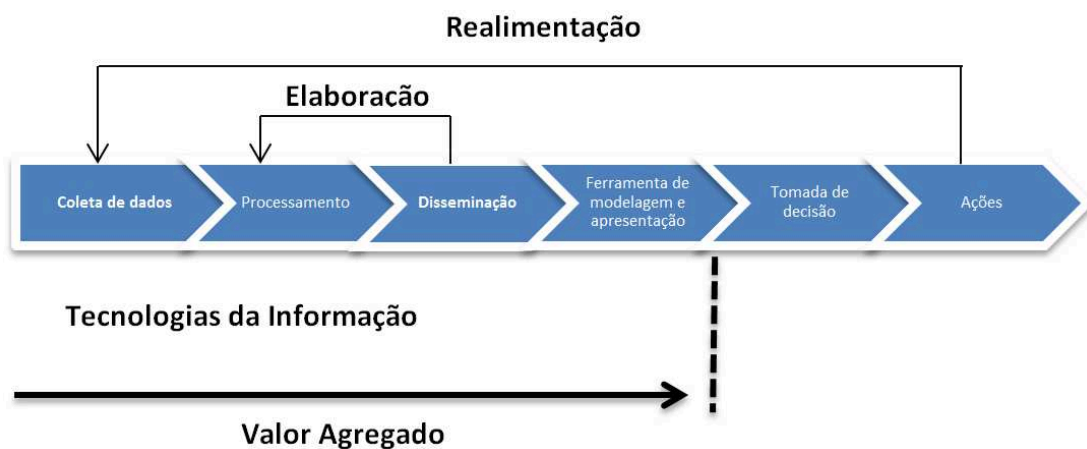 Realimentação
Elaboracão
Coleta de dados
Processamento
Disseminação
Ferramenta de
modelagem e
apresentação
Tomada de
decisão
Ações
Tecnologias da Informação
Valor Agregado